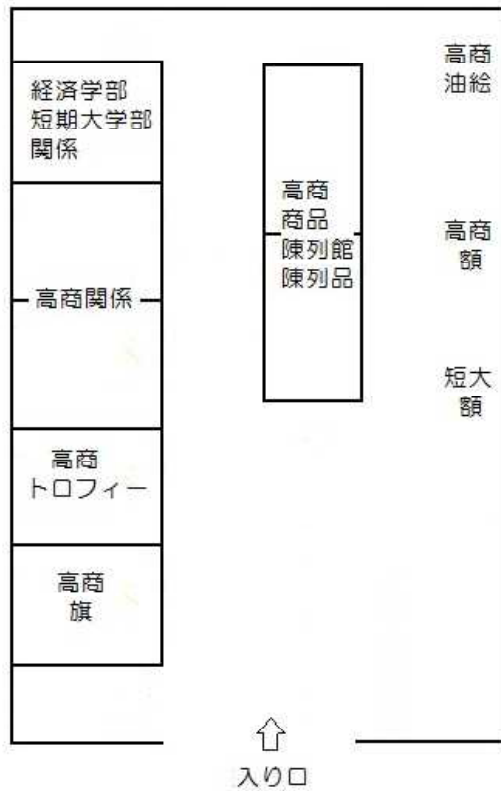 経済学部
短期大学部
関係
高商関係
高商
トロフィー
高商
旗
高商
商品
陳列館
陳列品
高商
油絵
高商
額
短大
額
入り口